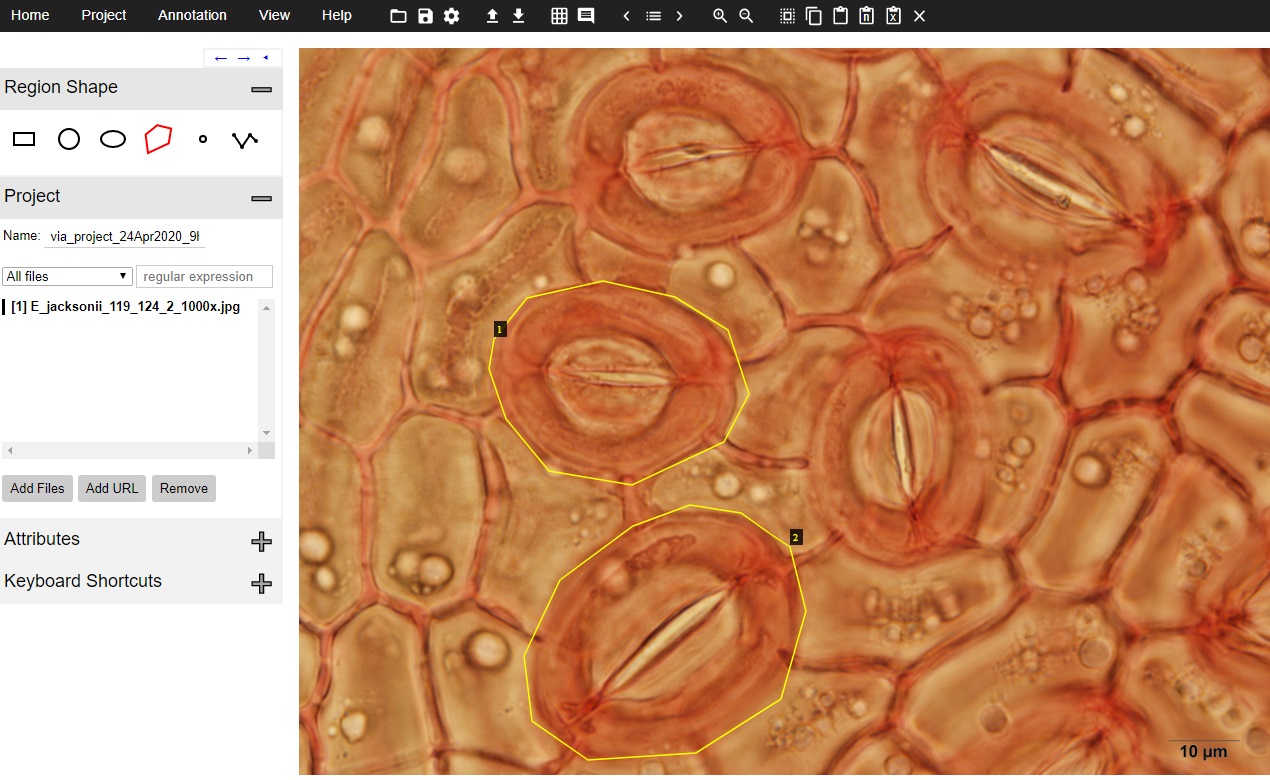 Home Project Annotation View Help
Region Shape
Project
Name: via_project_24Apr2020_9
All files regular expression
[1] E_jacksonii_119_124_2_1000x.jpg
Add Files Add URL Remove
Attributes
Keyboard Shortcuts
1
2
10 µm